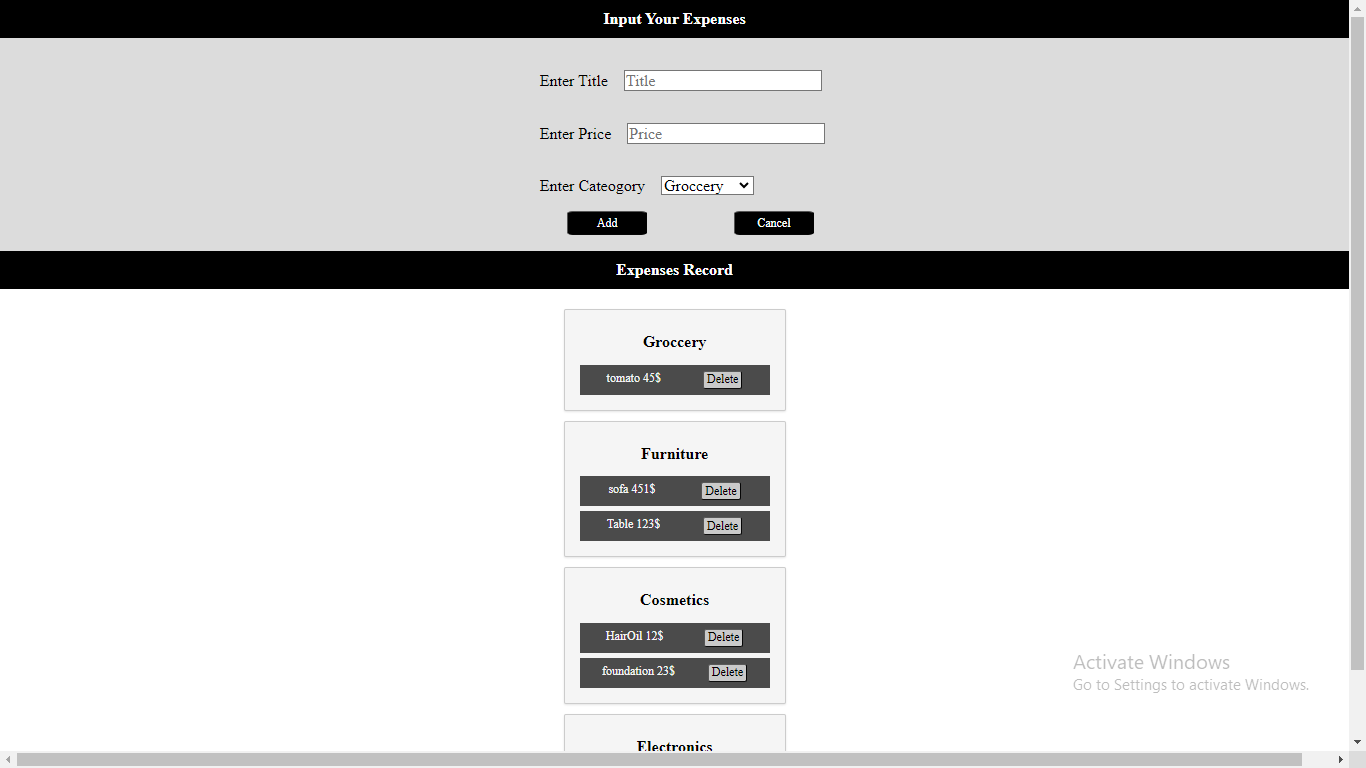 Input Your Expenses
Enter Title Title
Enter Price Price
Enter Cateogory Groccery
Add Cancel
Expenses Record
Groccery
tomato 45$ Delete
Furniture
sofa 451$ Delete
Table 123$ Delete
Cosmetics
HairOil 12$ Delete
foundation 23$ Delete
Activate Windows
Go to Settings to activate Windows.
Electronics